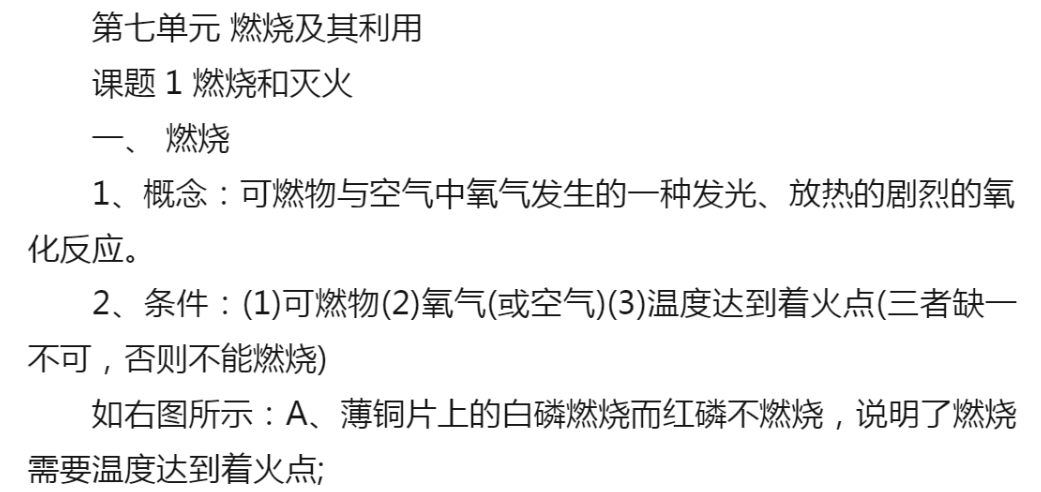 第七单元 燃烧及其利用
课题 1 燃烧和灭火
一、 燃烧
1、概念：可燃物与空气中氧气发生的一种发光、放热的剧烈的氧
化反应。
2、条件：(1)可燃物(2)氧气(或空气)(3)温度达到着火点(三者缺一
不可，否则不能燃烧)
如右图所示：A、薄铜片上的白磷燃烧而红磷不燃烧，说明了燃烧
需要温度达到着火点;